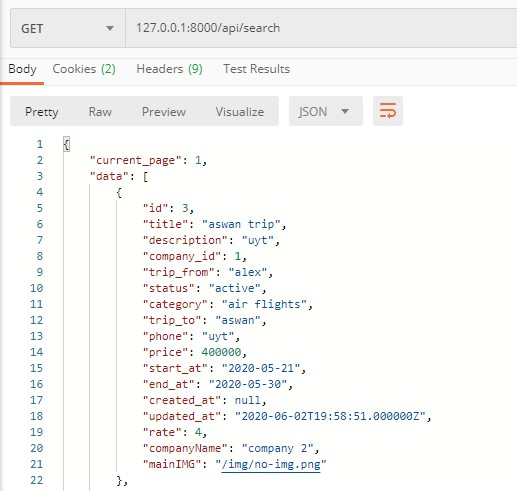 GET 127.0.0.1:8000/api/search
Body Cookies (2) Headers (9) Test Results
Pretty Raw Preview Visualize JSON
1 {
2 "current_page": 1,
3 "data": [
4 {
5 "id": 3,
6 "title": "aswan trip",
7 "description": "uyt",
8 "company_id": 1,
9 "trip_from": "alex",
10 "status": "active",
11 "category": "air flights",
12 "trip_to": "aswan",
13 "phone": "uyt",
14 "price": 400000,
15 "start_at": "2020-05-21",
16 "end_at": "2020-05-30",
17 "created_at": null,
18 "updated_at": "2020-06-02T19:58:51.000000Z",
19 "rate": 4,
20 "companyName": "company 2",
21 "mainIMG": "/img/no-img.png"
22 },